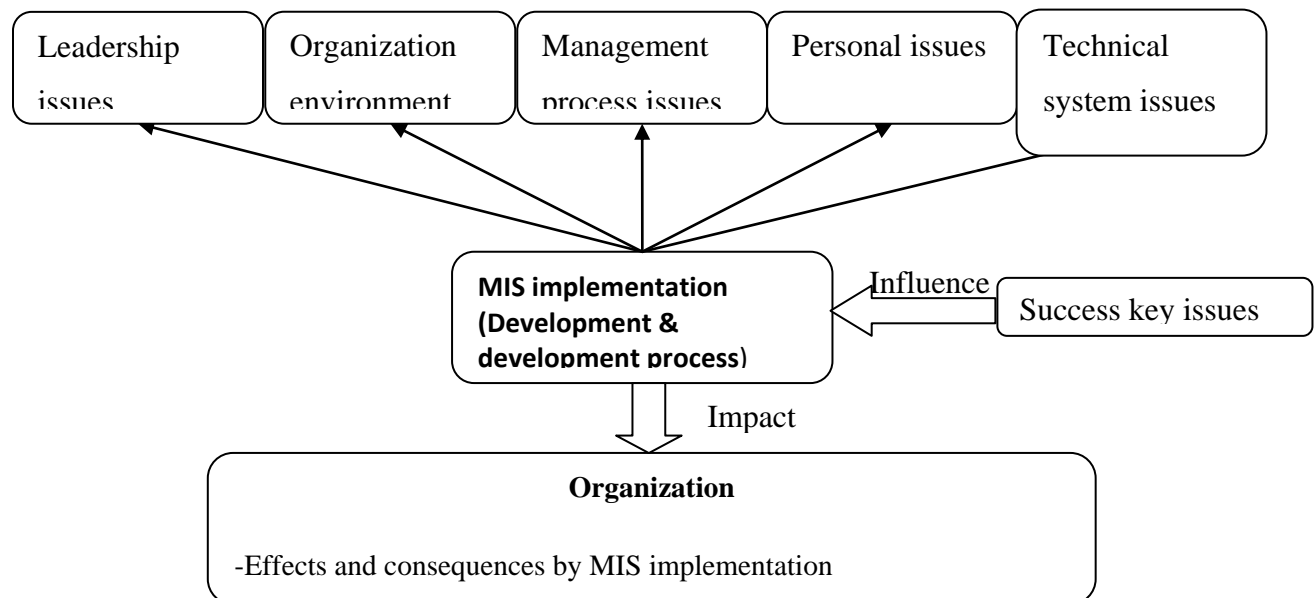 Leadership
issues
Organization
environment
Management
process issues
Personal issues
Technical
system issues
MIS implementation
(Development &
development process)
Influence
Success key issues
Impact
Organization
-Effects and consequences by MIS implementation